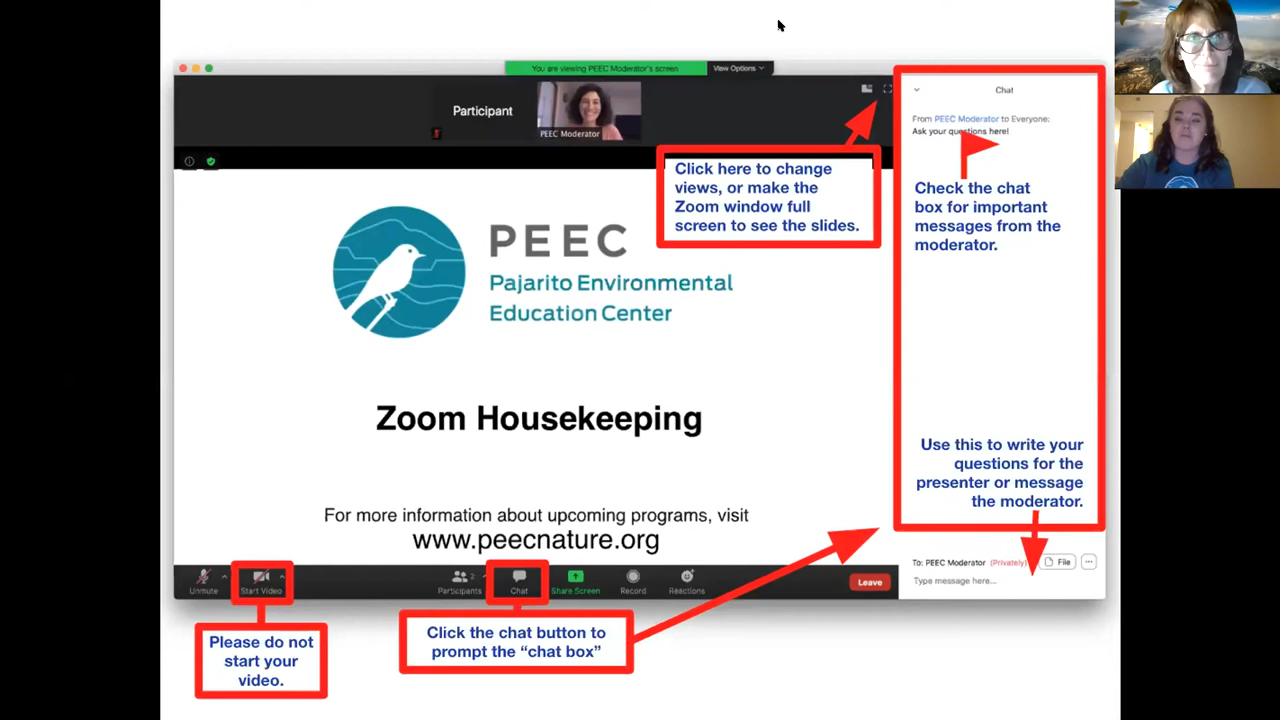 You are viewing PEEC Moderator's screen
View Options
Participant
PEEC Moderator
Chat
From PEEC Moderator to Everyone:
Ask your questions here!
Click here to change
views, or make the
Zoom window full
screen to see the slides.
Check the chat
box for important
messages from the
moderator.
PEEC
Pajarito Environmental
Education Center
Zoom Housekeeping
For more information about upcoming programs, visit
www.peecnature.org
Use this to write your
questions for the
presenter or message
the moderator.
To: PEEC Moderator (Privately)
File
Type message here...
Unmute
Start Video
Participants
2
Chat
Share Screen
Record
Reactions
Leave
Please do not
start your
video.
Click the chat button to
prompt the “chat box”